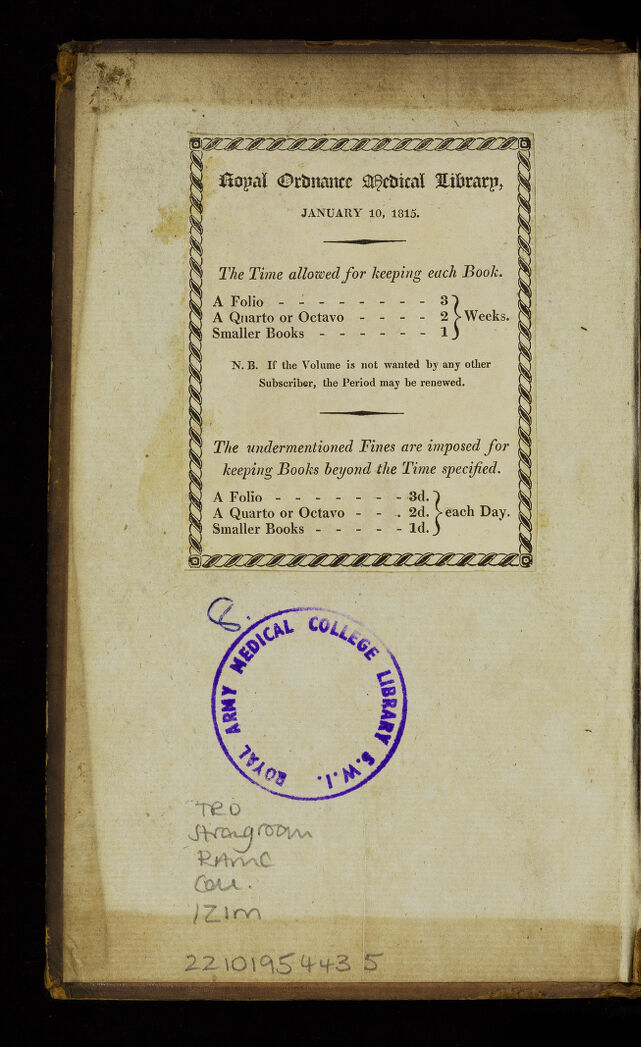 Royal Ordnance Medical Library,
JANUARY 10, 1815.
The Time allowed for keeping each Book.
A Folio - - - - - - - - 3
A Quarto or Octavo - - - - 2 } Weeks.
Smaller Books - - - - - - 1
N. B. If the Volume is not wanted by any other
Subscriber, the Period may be renewed.
The undermentioned Fines are imposed for
keeping Books beyond the Time specified.
A Folio - - - - - - - 3d.
A Quarto or Octavo - - . 2d. } each Day.
Smaller Books - - - - - 1d.
8.
ROYAL ARMY MEDICAL COLLEGE LIBRARY S.W.1.
TRO
Strongroom
RAMC
Coll.
IZIM
22101954435